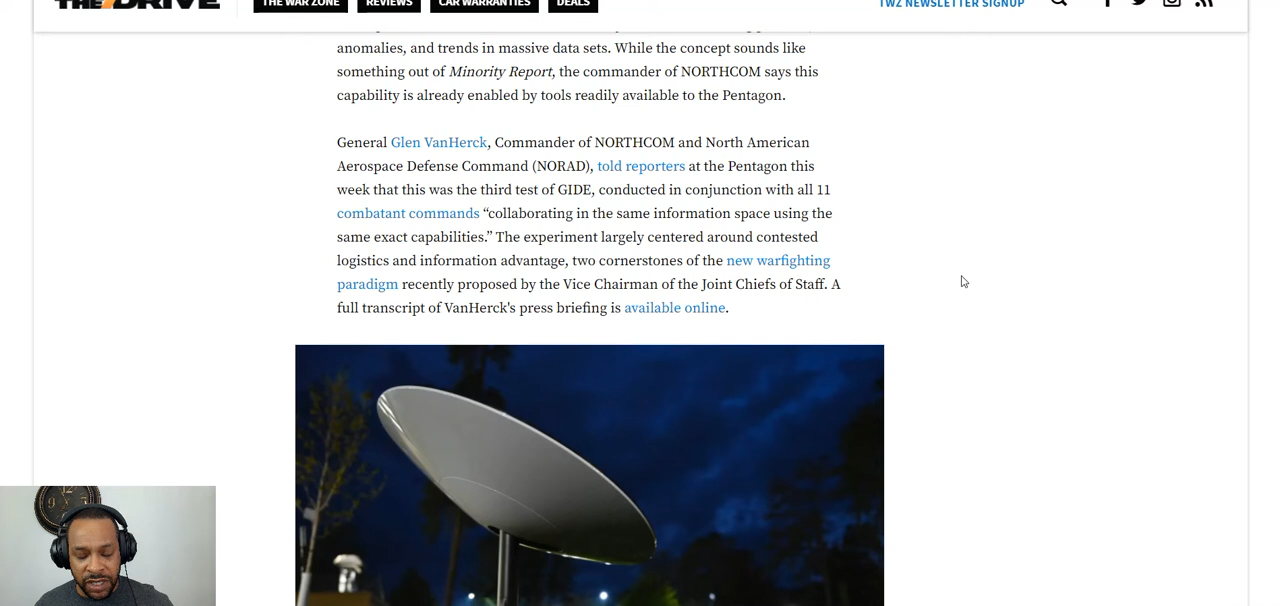 THE DRIVE
THE WAR ZONE
REVIEWS
CAR WARRANTIES
DEALS
TWZ NEWSLETTER SIGNUP
anomalies, and trends in massive data sets. While the concept sounds like
something out of Minority Report, the commander of NORTHCOM says this
capability is already enabled by tools readily available to the Pentagon.
General Glen VanHerck, Commander of NORTHCOM and North American
Aerospace Defense Command (NORAD), told reporters at the Pentagon this
week that this was the third test of GIDE, conducted in conjunction with all 11
combatant commands “collaborating in the same information space using the
same exact capabilities.” The experiment largely centered around contested
logistics and information advantage, two cornerstones of the new warfighting
paradigm recently proposed by the Vice Chairman of the Joint Chiefs of Staff. A
full transcript of VanHerck's press briefing is available online.